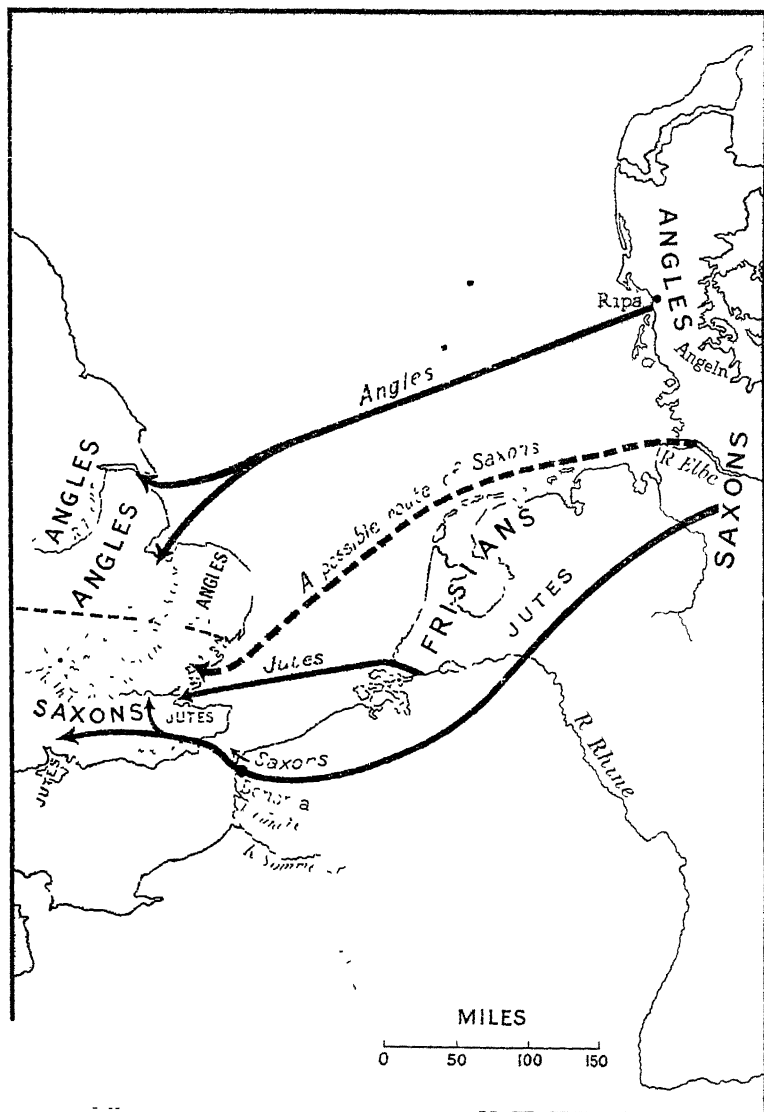 ANGLES
Ripa
Angeln
Angles
A possible route of Saxons
R Elbe
SAXONS
ANGLES
ANGLES
ANGLES
FRISIANS
JUTES
Jutes
SAXONS
JUTES
JUTES
Saxons
R Rhine
MILES
0 50 100 150